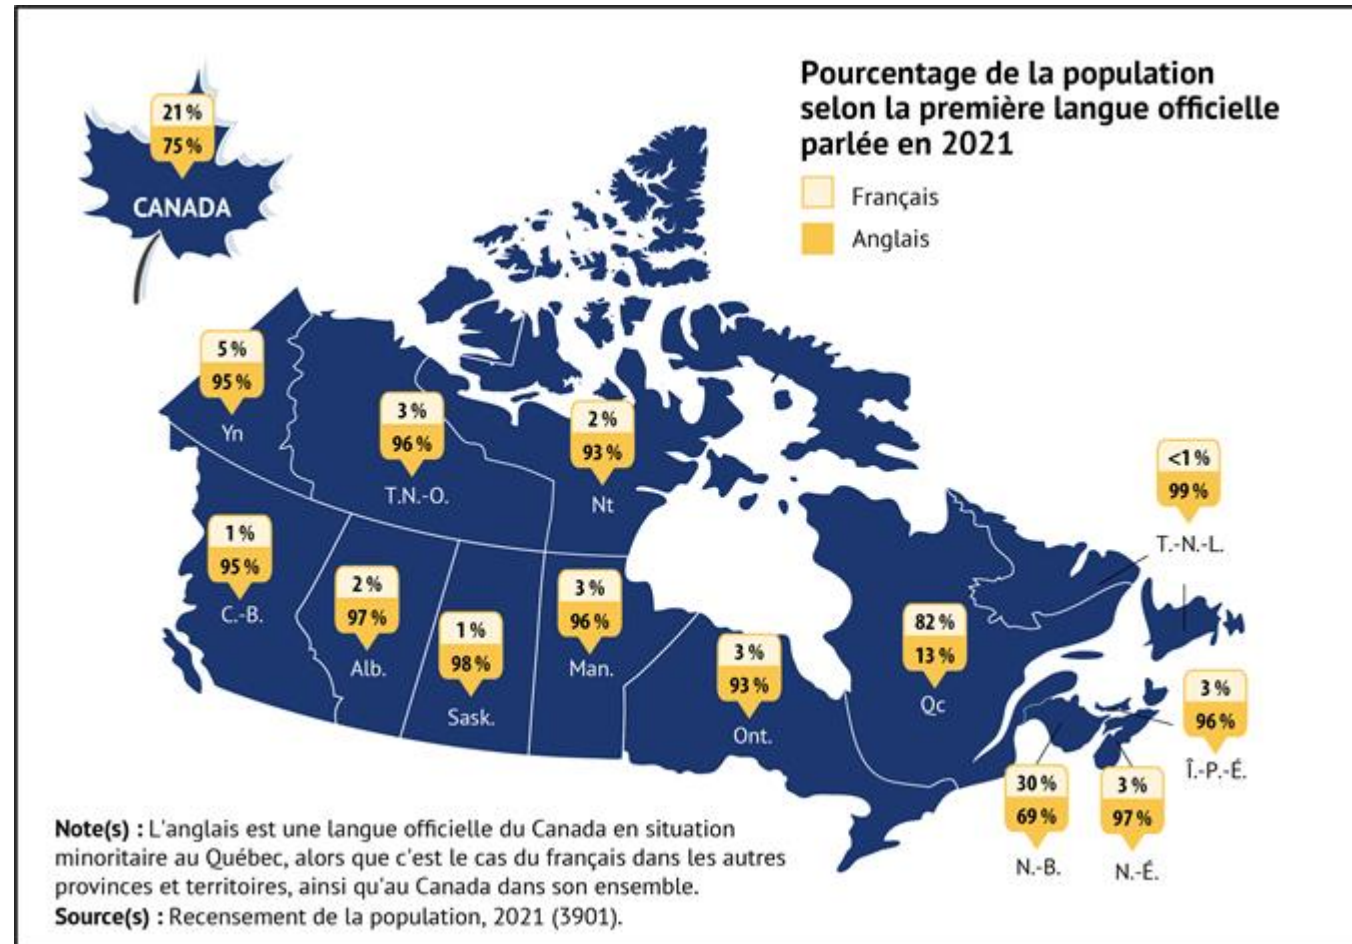 Pourcentage de la population
selon la première langue officielle
parlée en 2021
Français
Anglais
21 %
75 %
CANADA
5 %
95 %
Yn
3 %
96 %
T.N.-O.
2 %
93 %
Nt
<1 %
99 %
T.-N.-L.
1 %
95 %
C.-B.
2 %
97 %
Alb.
1 %
98 %
Sask.
3 %
96 %
Man.
3 %
93 %
Ont.
82 %
13 %
Qc
3 %
96 %
Î.-P.-É.
30 %
69 %
N.-B.
3 %
97 %
N.-É.
Note(s) : L'anglais est une langue officielle du Canada en situation
minoritaire au Québec, alors que c'est le cas du français dans les autres
provinces et territoires, ainsi qu'au Canada dans son ensemble.
Source(s) : Recensement de la population, 2021 (3901).